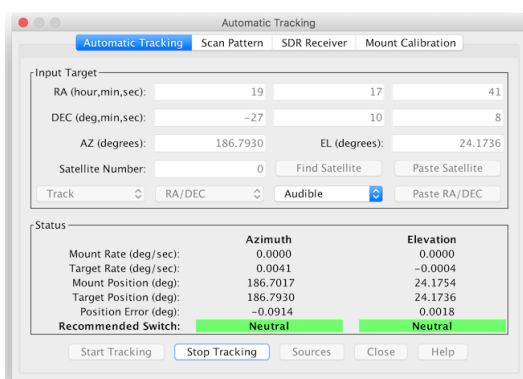 Automatic Tracking
Automatic Tracking Scan Pattern SDR Receiver Mount Calibration
Input Target
RA (hour,min,sec): 19 17 41
DEC (deg,min,sec): -27 10 8
AZ (degrees): 186.7930 EL (degrees): 24.1736
Satellite Number: 0 Find Satellite Paste Satellite
Track RA/DEC Audible Paste RA/DEC
Status
Azimuth Elevation
Mount Rate (deg/sec): 0.0000 0.0000
Target Rate (deg/sec): 0.0041 -0.0004
Mount Position (deg): 186.7017 24.1754
Target Position (deg): 186.7930 24.1736
Position Error (deg): -0.0914 0.0018
Recommended Switch: Neutral Neutral
Start Tracking Stop Tracking Sources Close Help